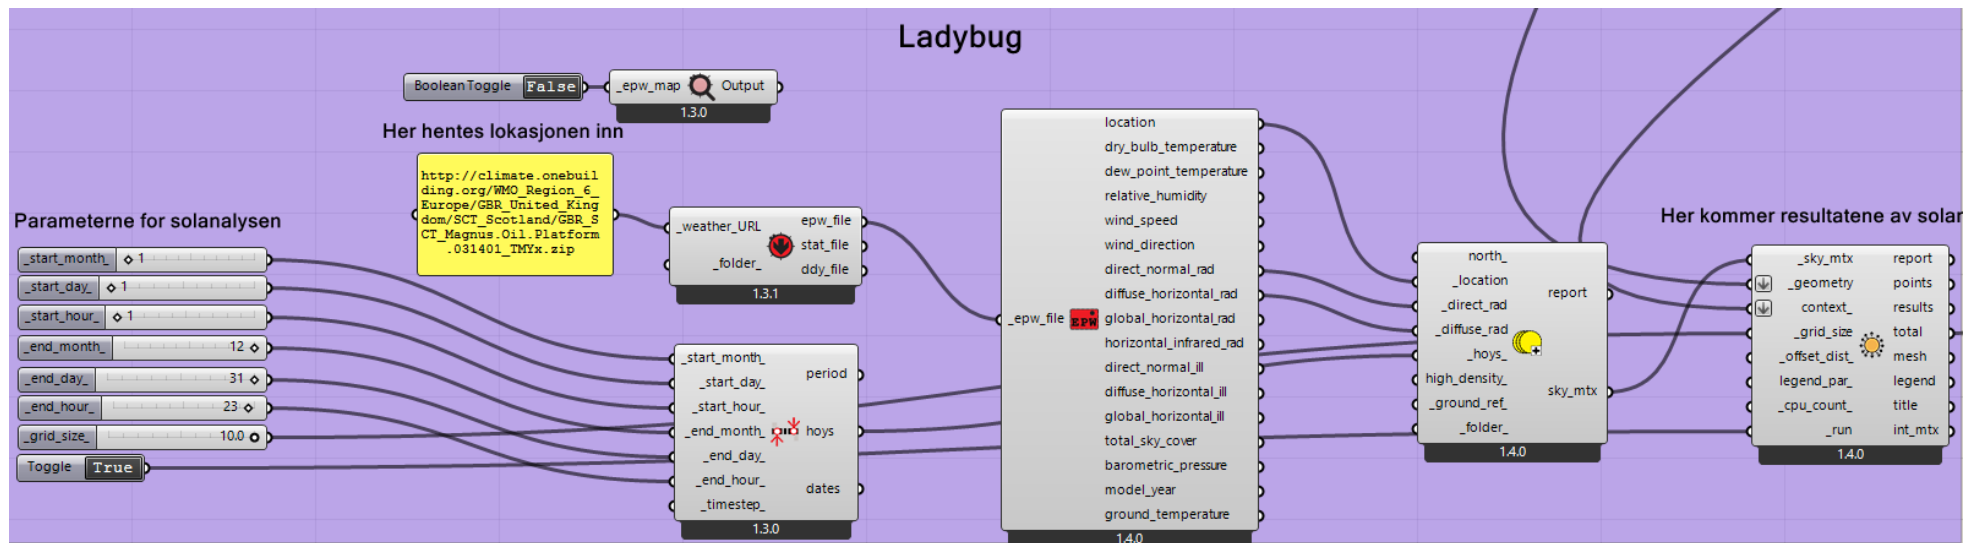 Ladybug
Boolean Toggle False
_epw_map Output
1.3.0
Her hentes lokasjonen inn
http://climate.onebuil
ding.org/WMO_Region_6_
Europe/GBR_United_King
dom/SCT_Scotland/GBR_S
CT_Magnus.Oil.Platform
.031401_TMYx.zip
_weather_URL epw_file
stat_file
_folder_
ddy_file
1.3.1
Parameterne for solanalysen
_start_month_ 1
_start_day_ 1
_start_hour_ 1
_end_month_ 12
_end_day_ 31
_end_hour_ 23
_grid_size_ 10.0
Toggle True
_start_month_
period
_start_day_
_start_hour_
_end_month_ hoys
_end_day_
_end_hour_
dates
_timestep_
1.3.0
_epw_file EPW
location
dry_bulb_temperature
dew_point_temperature
relative_humidity
wind_speed
wind_direction
direct_normal_rad
diffuse_horizontal_rad
global_horizontal_rad
horizontal_infrared_rad
direct_normal_ill
diffuse_horizontal_ill
global_horizontal_ill
total_sky_cover
barometric_pressure
model_year
ground_temperature
1.4.0
north_
_location
report
_direct_rad
_diffuse_rad
_hoys_
high_density_
sky_mtx
_ground_ref_
_folder_
1.4.0
Her kommer resultatene av solar
_sky_mtx report
_geometry points
context_ results
_grid_size total
_offset_dist_ mesh
legend_par_ legend
_cpu_count_ title
_run int_mtx
1.4.0